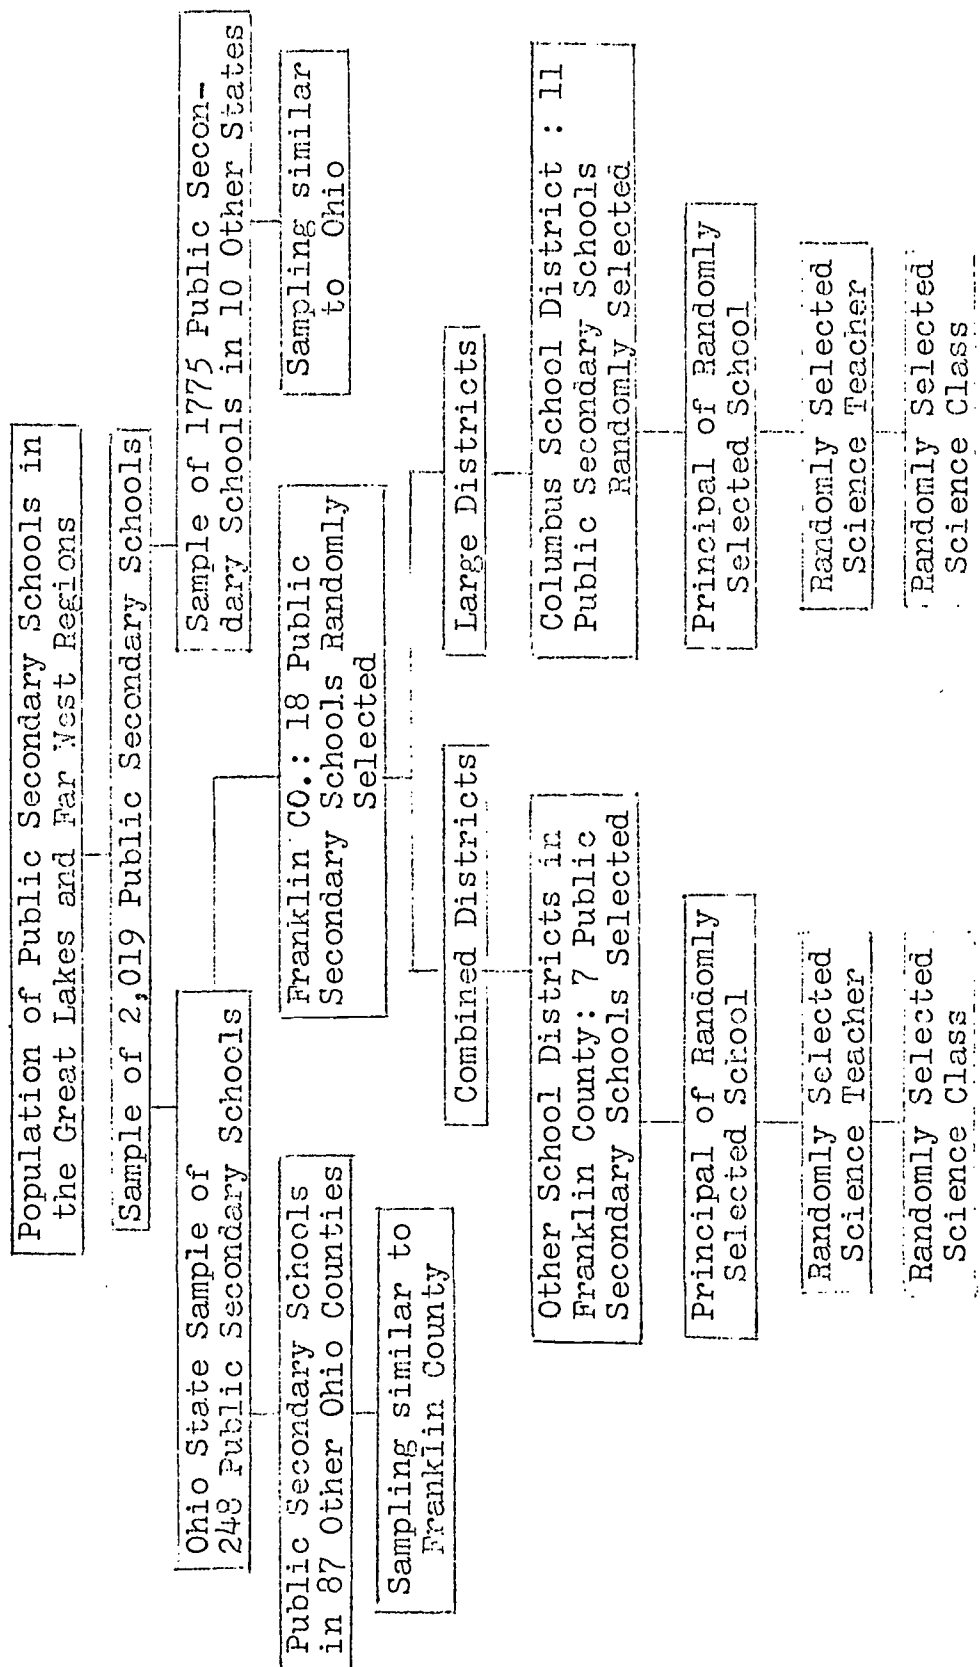 Population of Public Secondary Schools in
the Great Lakes and Far West Regions
Sample of 2,019 Public Secondary Schools
Ohio State Sample of
248 Public Secondary Schools
Sample of 1775 Public Secon-
dary Schools in 10 Other States
Public Secondary Schools
in 87 Other Ohio Counties
Franklin CO.: 18 Public
Secondary Schools Randomly
Selected
Sampling similar
to Ohio
Sampling similar to
Franklin County
Combined Districts
Large Districts
Other School Districts in
Franklin County: 7 Public
Secondary Schools Selected
Columbus School District : 11
Public Secondary Schools
Randomly Selected
Principal of Randomly
Selected School
Principal of Randomly
Selected School
Randomly Selected
Science Teacher
Randomly Selected
Science Teacher
Randomly Selected
Science Class
Randomly Selected
Science Class